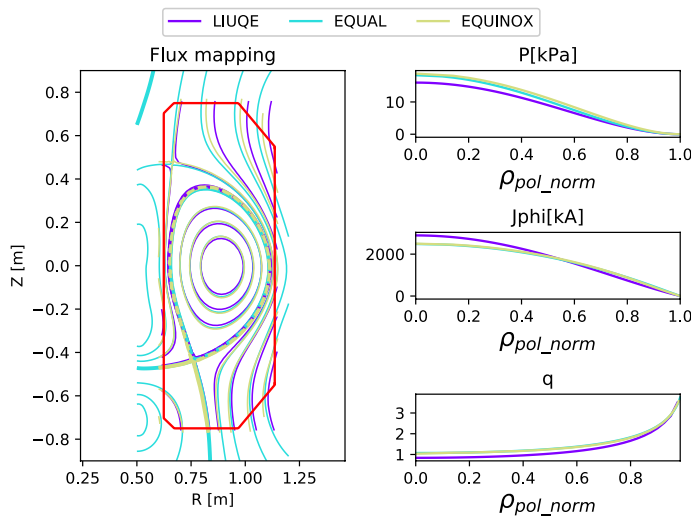 LIUQE EQUAL EQUINOX
Flux mapping
0.8
0.6
0.4
0.2
0.0
−0.2
−0.4
−0.6
−0.8
Z [m]
0.25 0.50 0.75 1.00 1.25
R [m]
P[kPa]
10
0
0.0 0.2 0.4 0.6 0.8 1.0
ρpol_norm
Jphi[kA]
2000
0
0.0 0.2 0.4 0.6 0.8 1.0
ρpol_norm
q
3
2
1
0.0 0.2 0.4 0.6 0.8
ρpol_norm